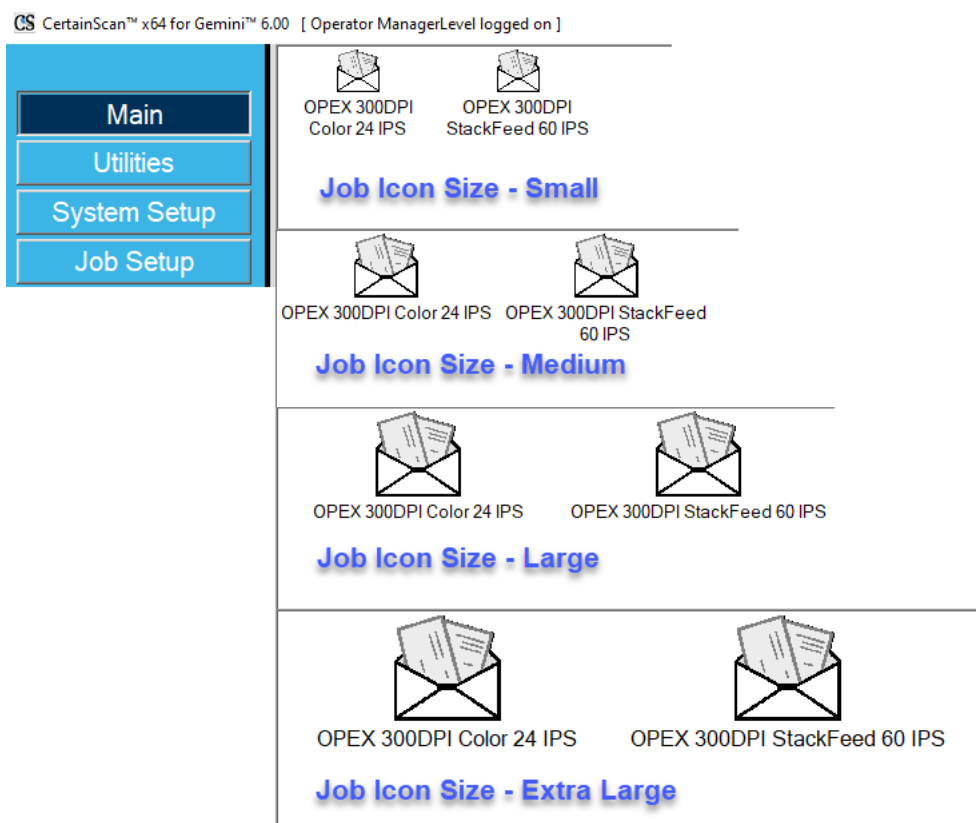 CS CertainScan™ x64 for Gemini™ 6.00 [ Operator ManagerLevel logged on ]
Main
Utilities
System Setup
Job Setup
OPEX 300DPI
Color 24 IPS
OPEX 300DPI
StackFeed 60 IPS
Job Icon Size - Small
OPEX 300DPI Color 24 IPS
OPEX 300DPI StackFeed
60 IPS
Job Icon Size - Medium
OPEX 300DPI Color 24 IPS
OPEX 300DPI StackFeed 60 IPS
Job Icon Size - Large
OPEX 300DPI Color 24 IPS
OPEX 300DPI StackFeed 60 IPS
Job Icon Size - Extra Large